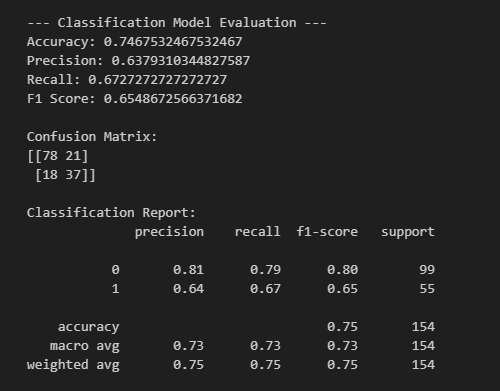 --- Classification Model Evaluation ---
Accuracy: 0.7467532467532467
Precision: 0.6379310344827587
Recall: 0.6727272727272727
F1 Score: 0.6548672566371682
Confusion Matrix:
[[78 21]
[18 37]]
Classification Report:
precision recall f1-score support
0 0.81 0.79 0.80 99
1 0.64 0.67 0.65 55
accuracy 0.75 154
macro avg 0.73 0.73 0.73 154
weighted avg 0.75 0.75 0.75 154